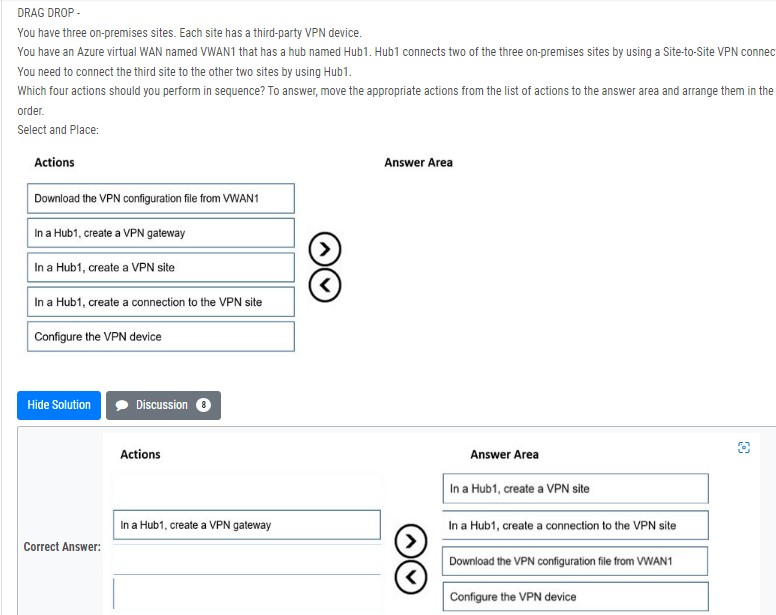 DRAG DROP -
You have three on-premises sites. Each site has a third-party VPN device.
You have an Azure virtual WAN named VWAN1 that has a hub named Hub1. Hub1 connects two of the three on-premises sites by using a Site-to-Site VPN connec
You need to connect the third site to the other two sites by using Hub1.
Which four actions should you perform in sequence? To answer, move the appropriate actions from the list of actions to the answer area and arrange them in the
order.
Select and Place:
Actions
Answer Area
Download the VPN configuration file from VWAN1
In a Hub1, create a VPN gateway
In a Hub1, create a VPN site
In a Hub1, create a connection to the VPN site
Configure the VPN device
Hide Solution
Discussion 8
Correct Answer:
Actions
Answer Area
In a Hub1, create a VPN gateway
In a Hub1, create a VPN site
In a Hub1, create a connection to the VPN site
Download the VPN configuration file from VWAN1
Configure the VPN device